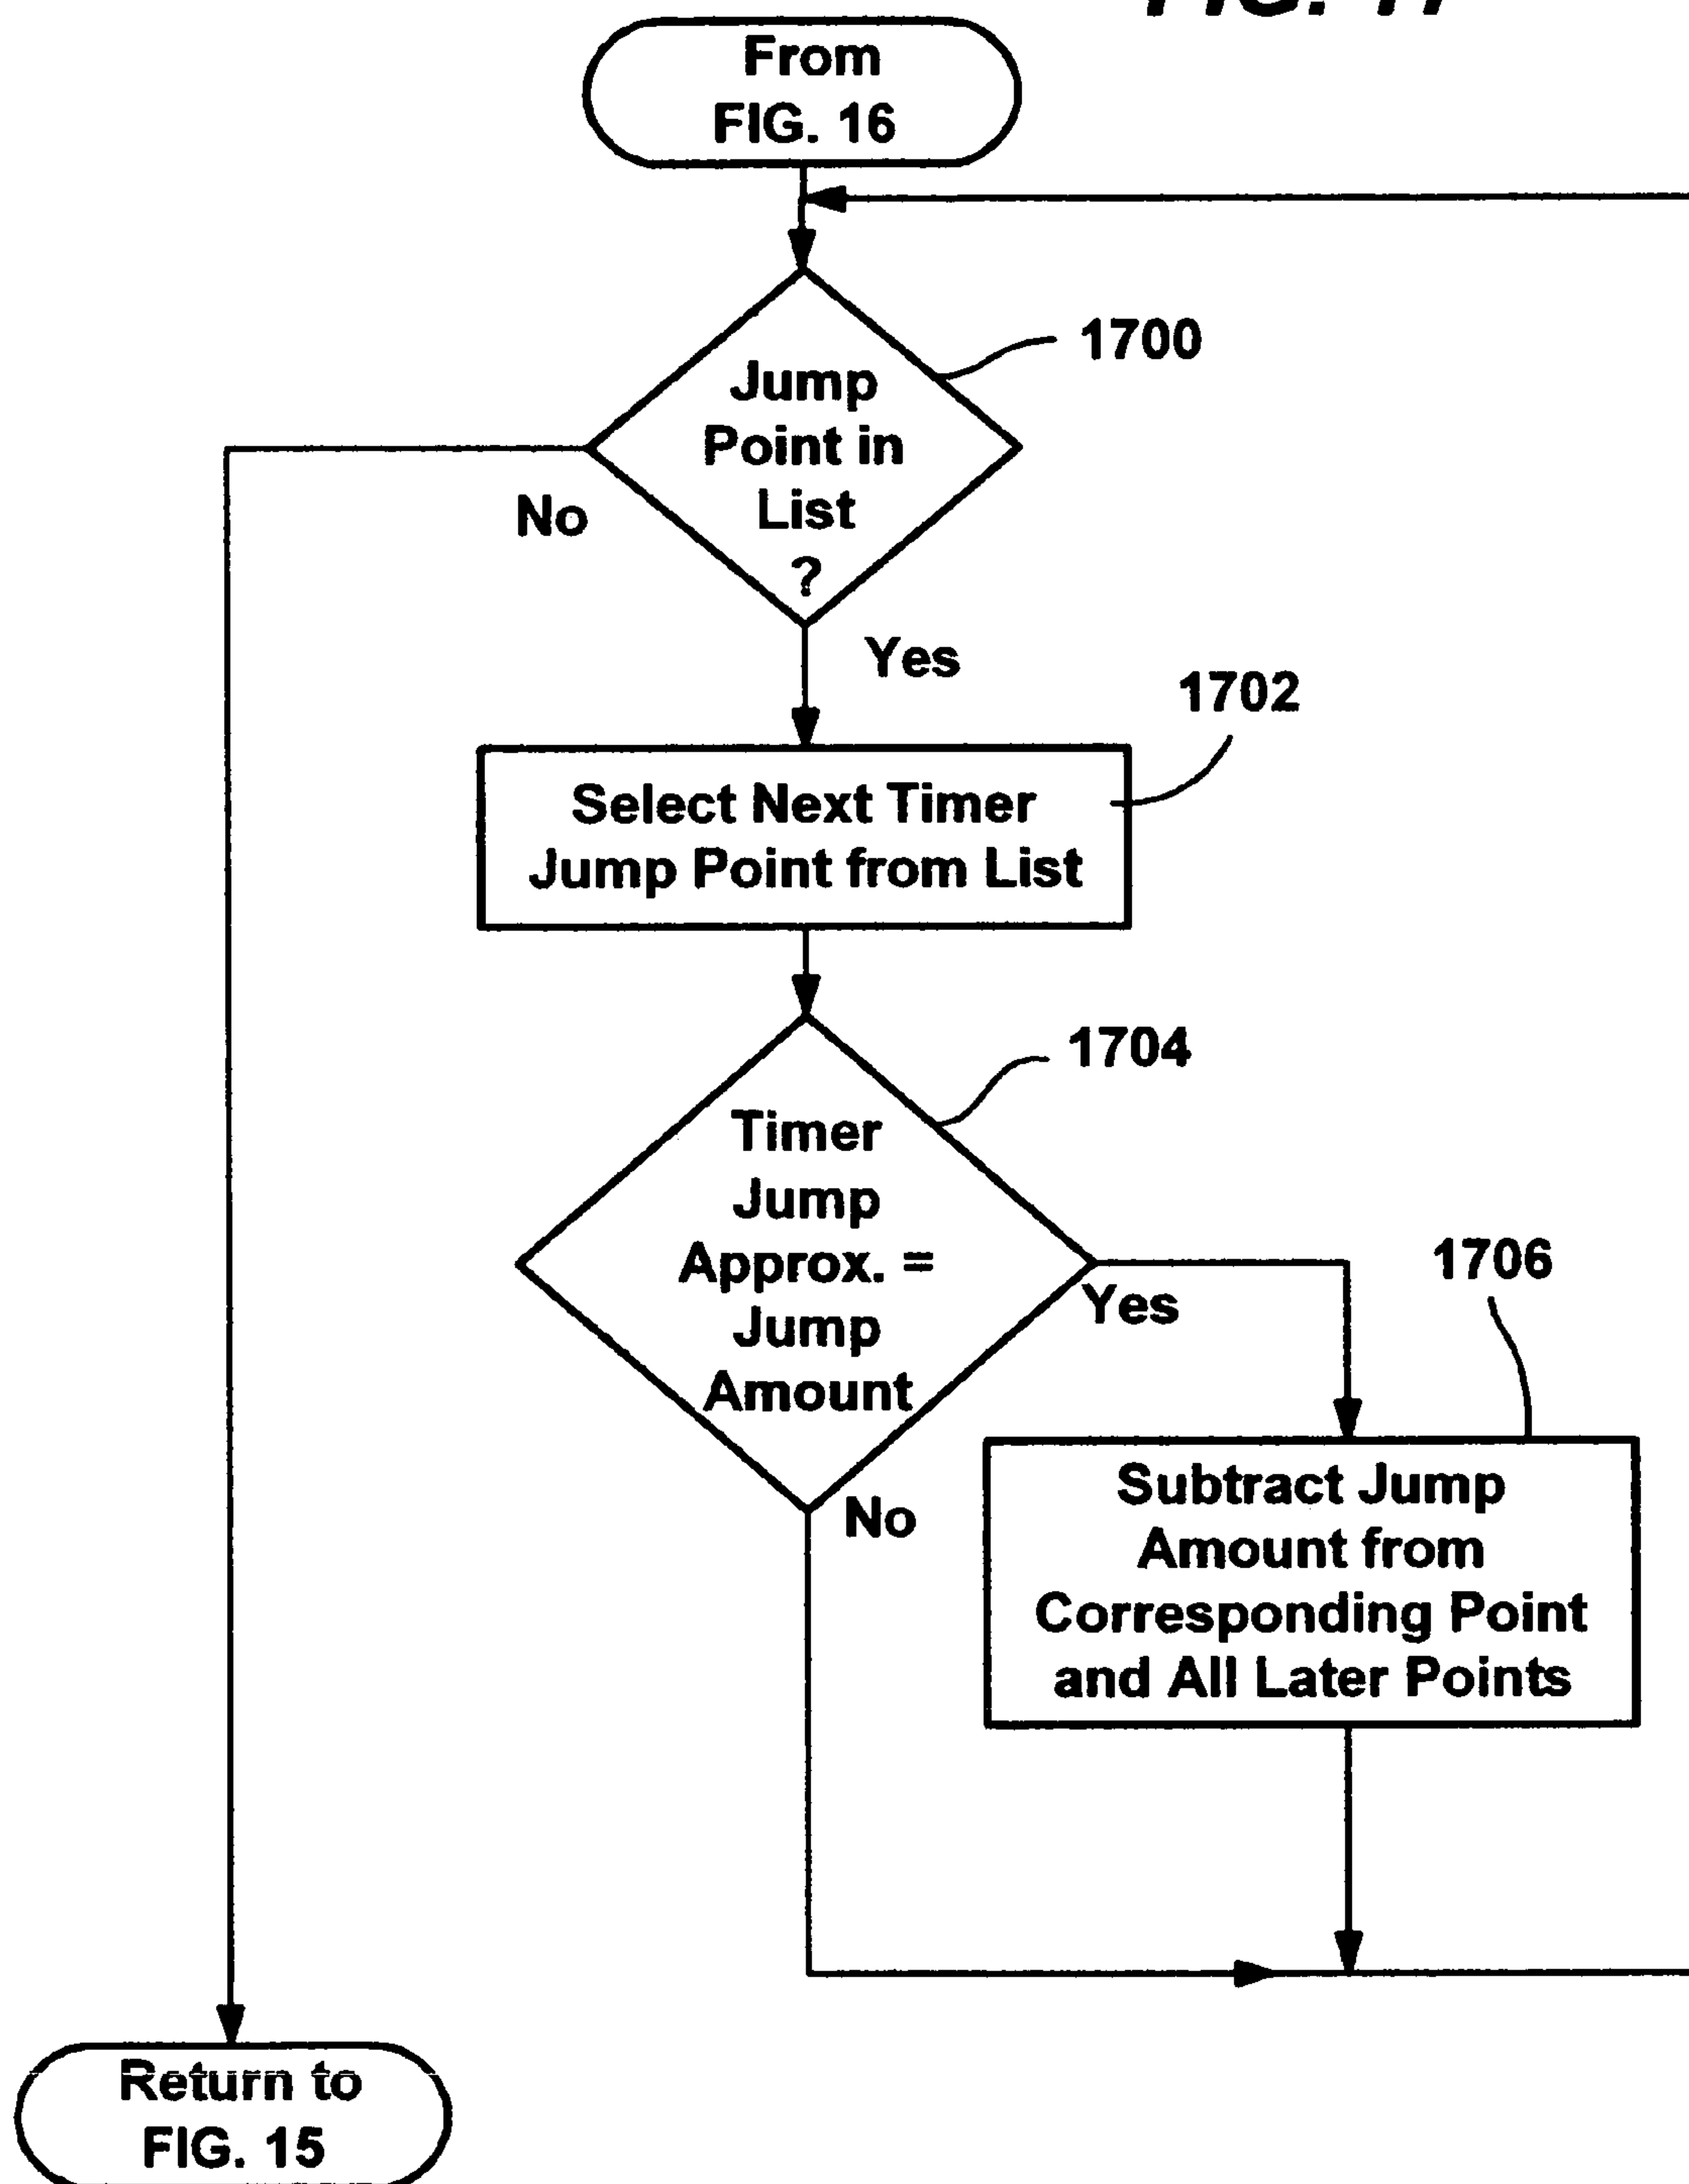 From
FIG. 16
1700
Jump
Point in
List
?
No
Yes
1702
Select Next Timer
Jump Point from List
1704
Timer
Jump
Approx. =
Jump
Amount
Yes
No
1706
Subtract Jump
Amount from
Corresponding Point
and All Later Points
Return to
FIG. 15